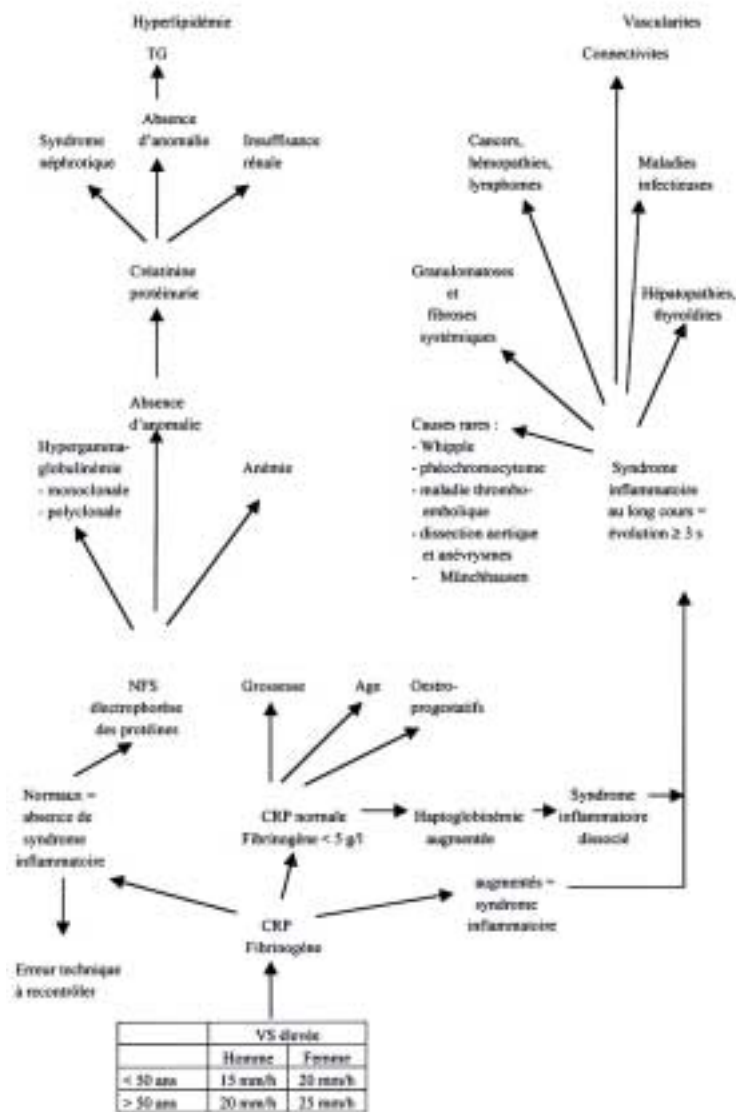 Hyperlipidémie
TG
Absence
d'anomalie
Syndrome
néphrotique
Insuffisance
rénale
Créatinine
protéinurie
Absence
d'anomalie
Hypergamma-
globulinémie
- monoclonale
- polyclonale
Anémie
NFS
électrophorèse
des protéines
Normaux =
absence de
syndrome
inflammatoire
Erreur technique
à recontrôler
Vascularites
Connectivites
Cancers,
hémopathies,
lymphomes
Maladies
infectieuses
Granulomatoses
et
fibroses
systémiques
Hépatopathies,
thyroïdites
Causes rares :
- Whipple
- phéochromocytome
- maladie thrombo-
embolique
- dissection aortique
et anévrysmes
- Münchhausen
Syndrome
inflammatoire
au long cours =
évolution ≥ 3 s
Grossesse
Age
Oestro-
progestatifs
CRP normale
Fibrinogène < 5 g/l
Haptoglobinémie
augmentée
Syndrome
inflammatoire
dissocié
augmentés =
syndrome
inflammatoire
CRP
Fibrinogène
VS élevée
Homme Femme
< 50 ans 15 mm/h 20 mm/h
> 50 ans 20 mm/h 25 mm/h